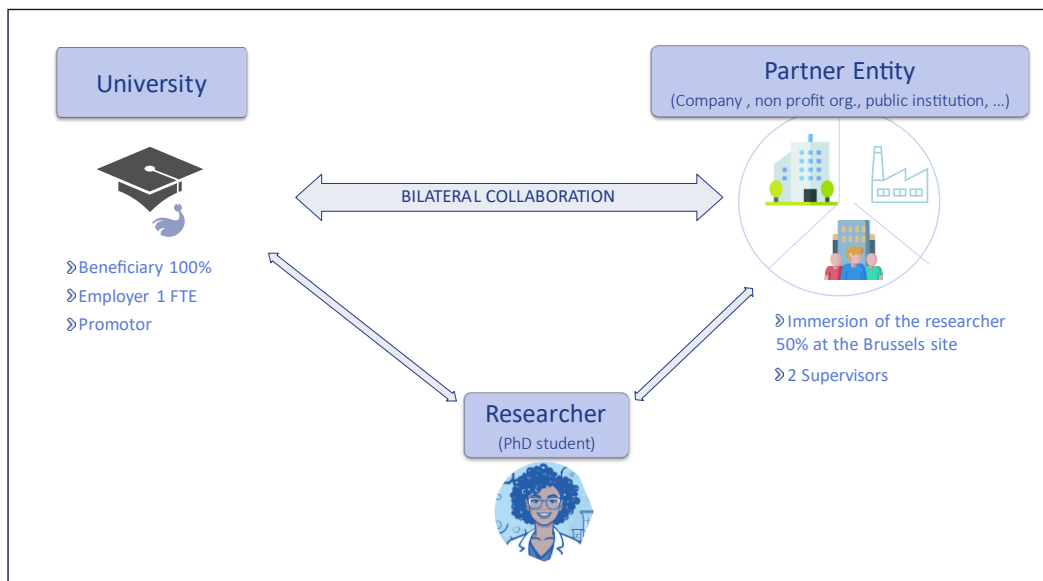 University
Partner Entity
(Company , non profit org., public institution, ...)
BILATERAL COLLABORATION
Beneficiary 100%
Employer 1 FTE
Promotor
Immersion of the researcher
50% at the Brussels site
2 Supervisors
Researcher
(PhD student)